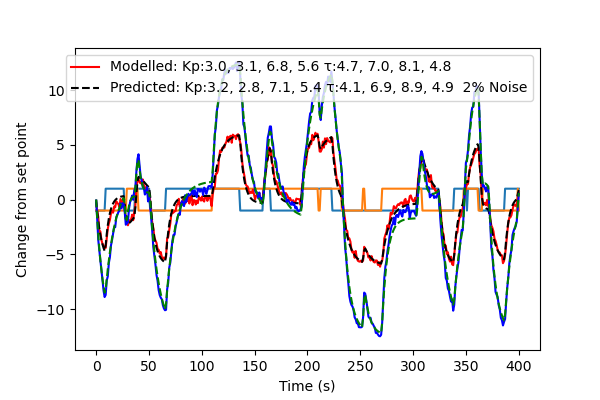 Modelled: Kp:3.0, 3.1, 6.8, 5.6 τ:4.7, 7.0, 8.1, 4.8
Predicted: Kp:3.2, 2.8, 7.1, 5.4 τ:4.1, 6.9, 8.9, 4.9  2% Noise
10
5
0
−5
−10
Change from set point
0 50 100 150 200 250 300 350 400
Time (s)